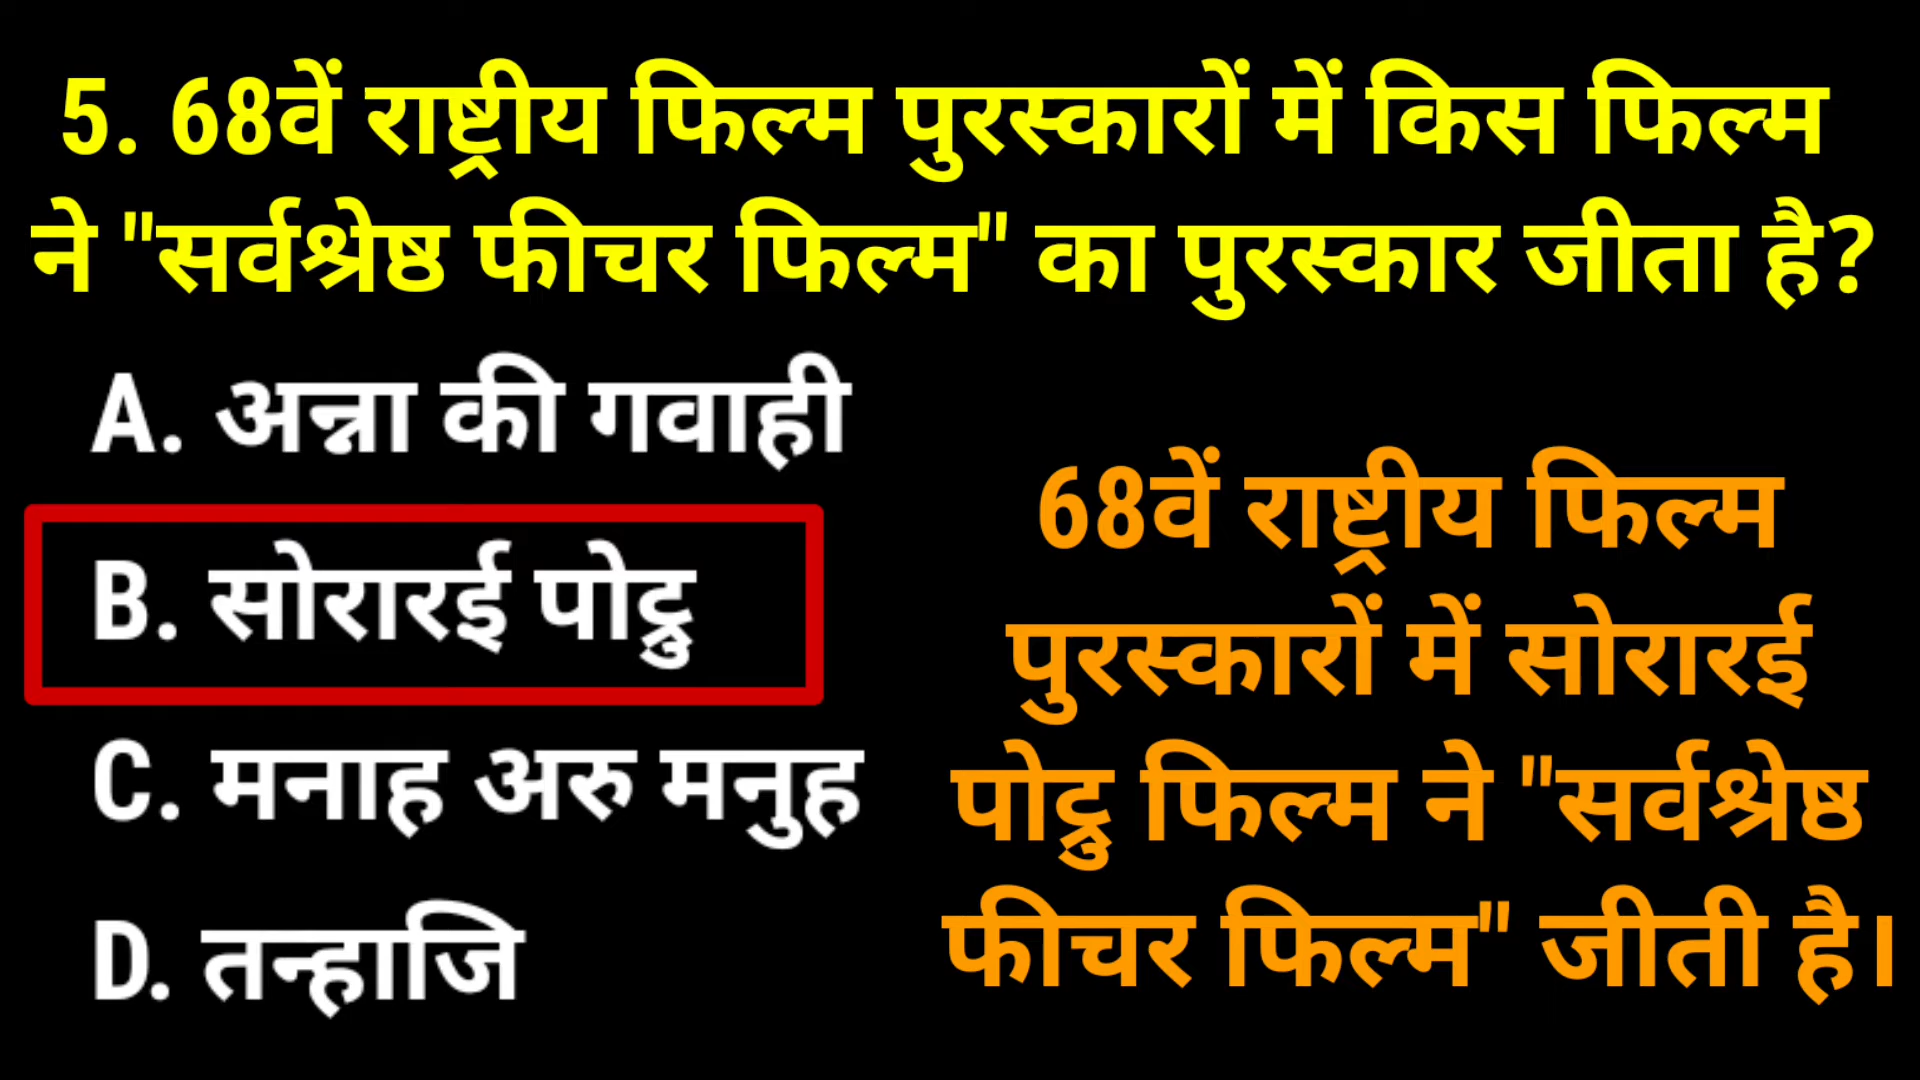 5. 68वें राष्ट्रीय फिल्म पुरस्कारों में किस फिल्म
ने "सर्वश्रेष्ठ फीचर फिल्म" का पुरस्कार जीता है?
A. अन्ना की गवाही
B. सोरारई पोट्रु
C. मनाह अरु मनुह
D. तन्हाजि
68वें राष्ट्रीय फिल्म
पुरस्कारों में सोरारई
पोट्रु फिल्म ने "सर्वश्रेष्ठ
फीचर फिल्म" जीती है।